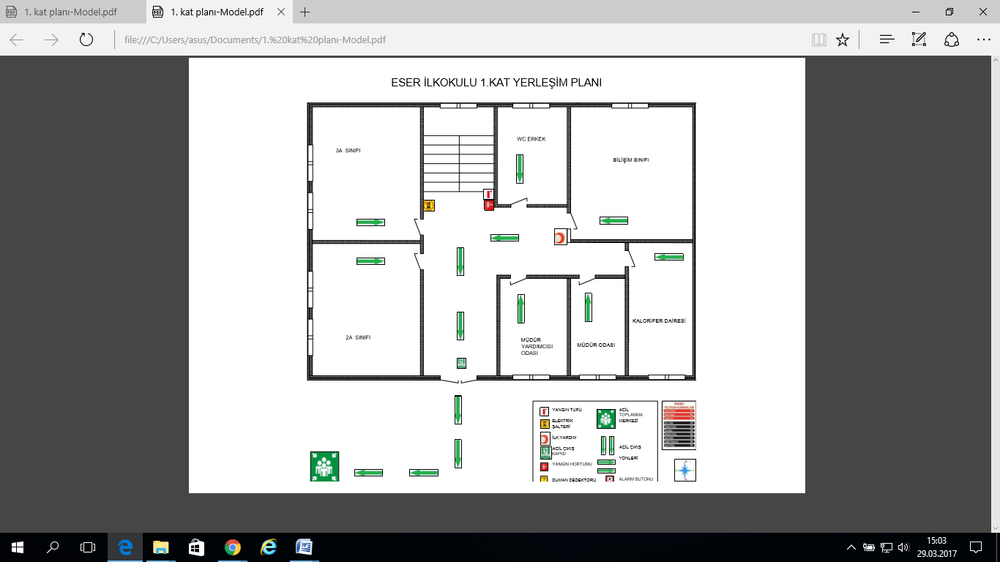 1. kat planı-Model.pdf
1. kat planı-Model.pdf
file:///C:/Users/asus/Documents/1.%20kat%20planı-Model.pdf
ESER İLKOKULU 1.KAT YERLEŞİM PLANI
3A SINIFI
WC ERKEK
BİLİŞİM SINIFI
2A SINIFI
MÜDÜR
YARDIMCISI
ODASI
MÜDÜR ODASI
KALORİFER DAİRESİ
YANGIN TÜPÜ
ELEKTRİK
ŞALTERİ
İLK YARDIM
ACİL ÇIKIŞ
KAPISI
YANGIN HORTUMU
DUMAN DEDEKTÖRÜ
ACİL
TOPLANMA
MERKEZİ
ACİL ÇIKIŞ
YÖNLERİ
ALARM BUTONU
ÖNEMLİ
TELEFON NUMARALARI
15:03
29.03.2017